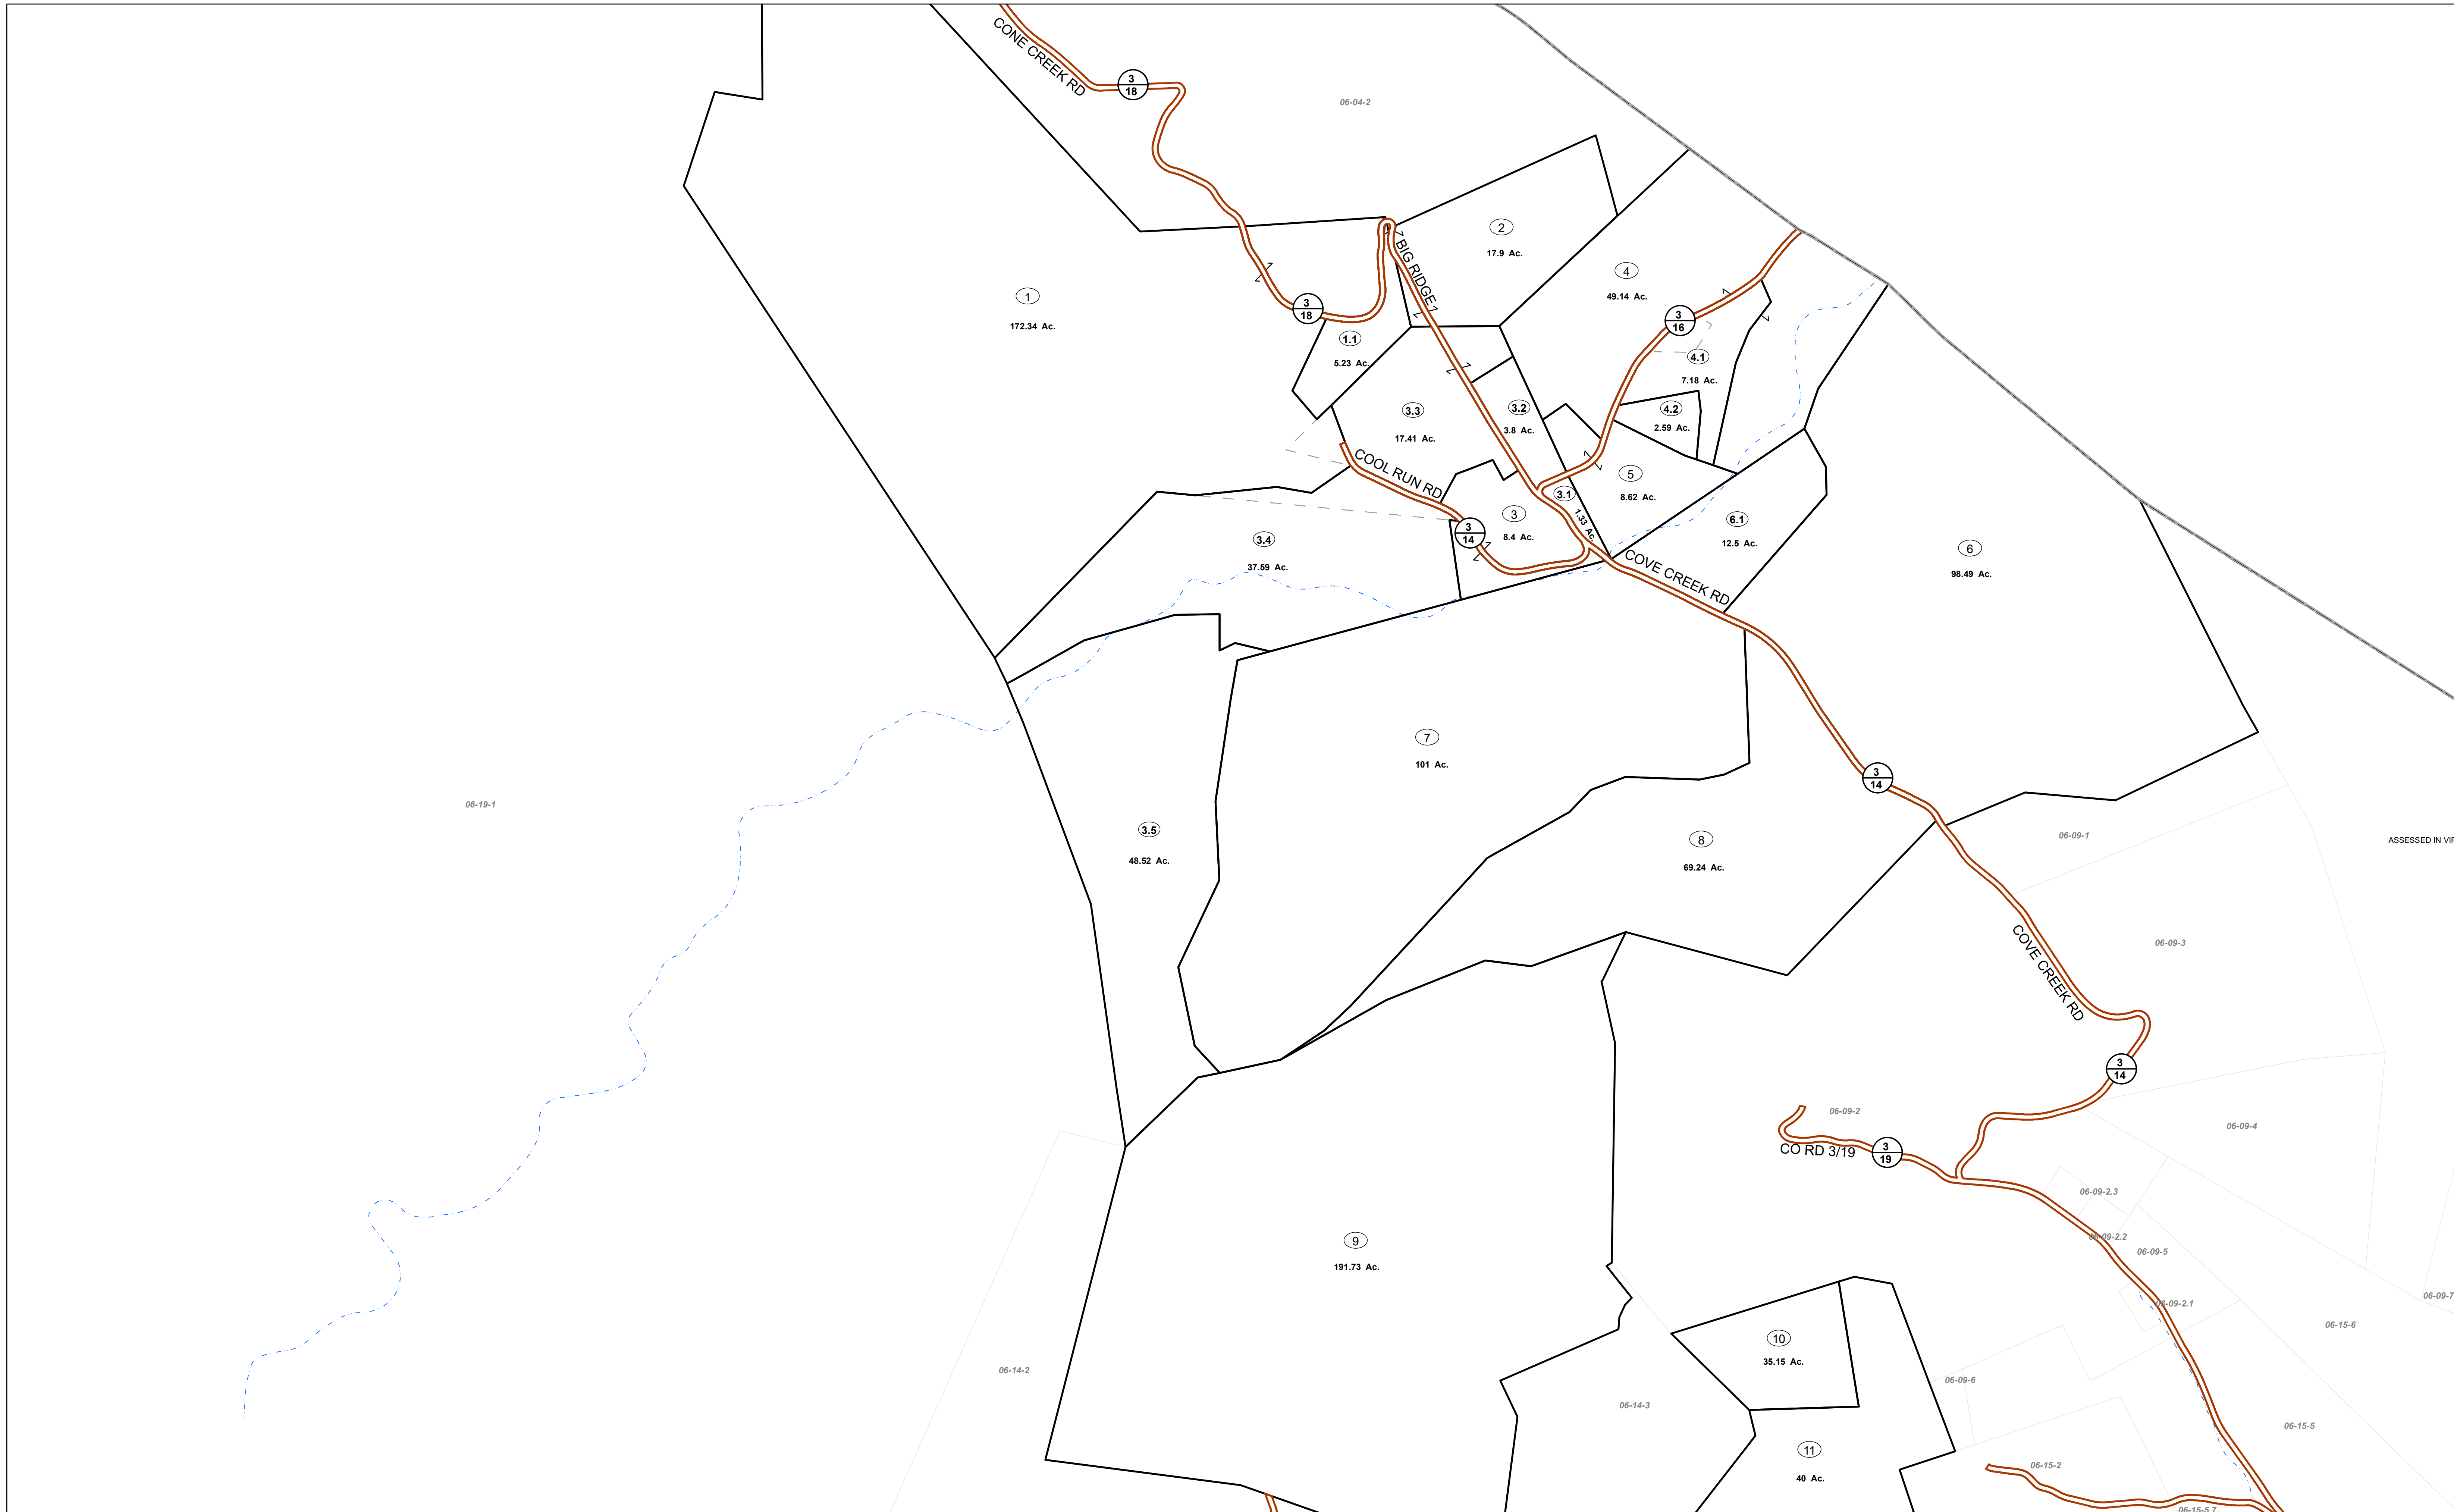 CONE CREEK RD
3
18
06-04-2
2
17.9 Ac.
BIG RIDGE
4
49.14 Ac.
1
172.34 Ac.
3
18
3
16
1.1
5.23 Ac.
4.1
7.18 Ac.
3.3
17.41 Ac.
3.2
3.8 Ac.
4.2
2.59 Ac.
COOL RUN RD
5
8.62 Ac.
3.1
1.33 Ac.
3
8.4 Ac.
3
14
6.1
12.5 Ac.
3.4
37.59 Ac.
6
98.49 Ac.
COVE CREEK RD
7
101 Ac.
3
14
06-19-1
3.5
48.52 Ac.
8
69.24 Ac.
06-09-1
ASSESSED IN
06-09-3
COVE CREEK RD
3
14
06-09-2
CO RD 3/19
3
19
06-09-4
06-09-2.3
06-09-2.2
06-09-5
9
191.73 Ac.
06-09-2.1
06-09-7
06-15-6
10
35.15 Ac.
06-14-2
06-09-6
06-14-3
06-15-5
11
40 Ac.
06-15-2
06-15-5.7